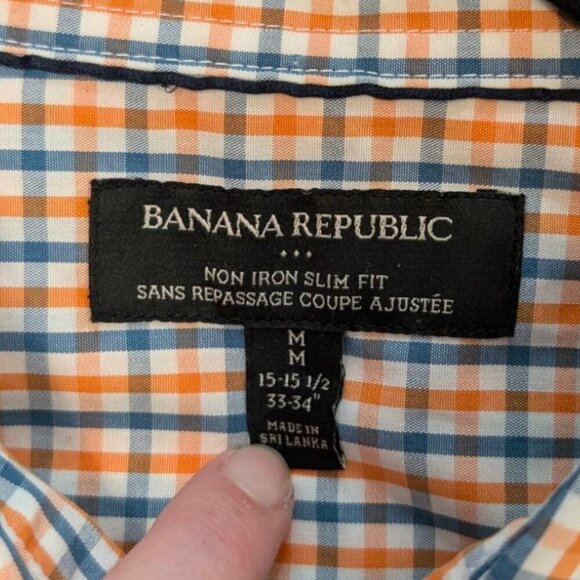 BANANA REPUBLIC
NON IRON SLIM FIT
SANS REPASSAGE COUPE AJUSTÉE
M
M
15-15 1/2
33-34"
MADE IN
SRI LANKA